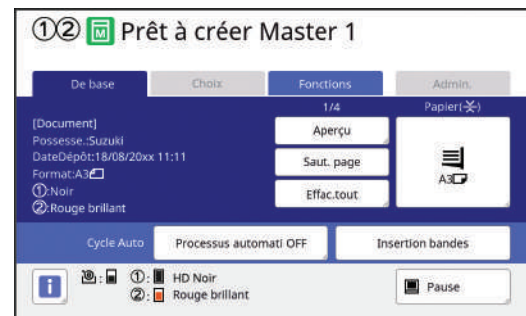 ①② M Prêt à créer Master 1
De base Choix Fonctions Admin.
1/4 Papier( )
[Document]
Possesse.:Suzuki
DateDépôt:18/08/20xx 11:11
Format:A3
①:Noir
②:Rouge brillant
Aperçu
Saut. page
Effac.tout
A3
Cycle Auto Processus automati OFF Insertion bandes
i : ①: HD Noir
②: Rouge brillant
Pause